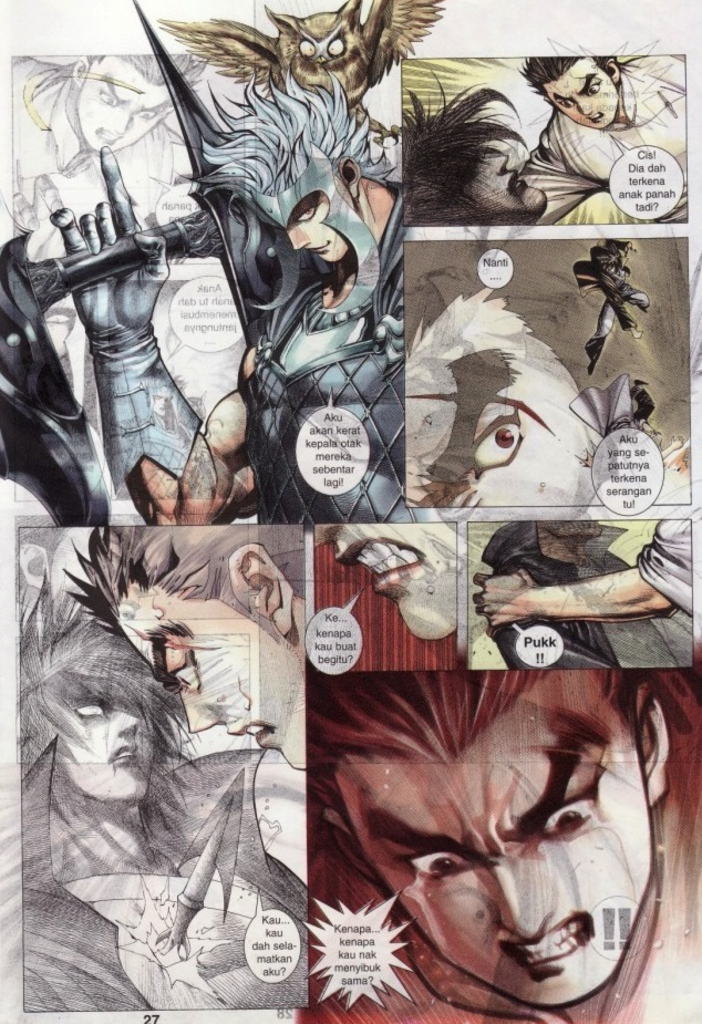 Cis!
Dia dah
terkena
anak panah
tadi?
Nanti
....
Aku
akan kerat
kepala otak
mereka
sebentar
lagi!
Aku
yang se-
patutnya
terkena
serangan
tu!
Ke...
kenapa
kau buat
begitu?
Pukk
!!
Kau...
kau
dah sela-
matkan
aku?
Kenapa...
kenapa
kau nak
menyibuk
sama?
!!
27